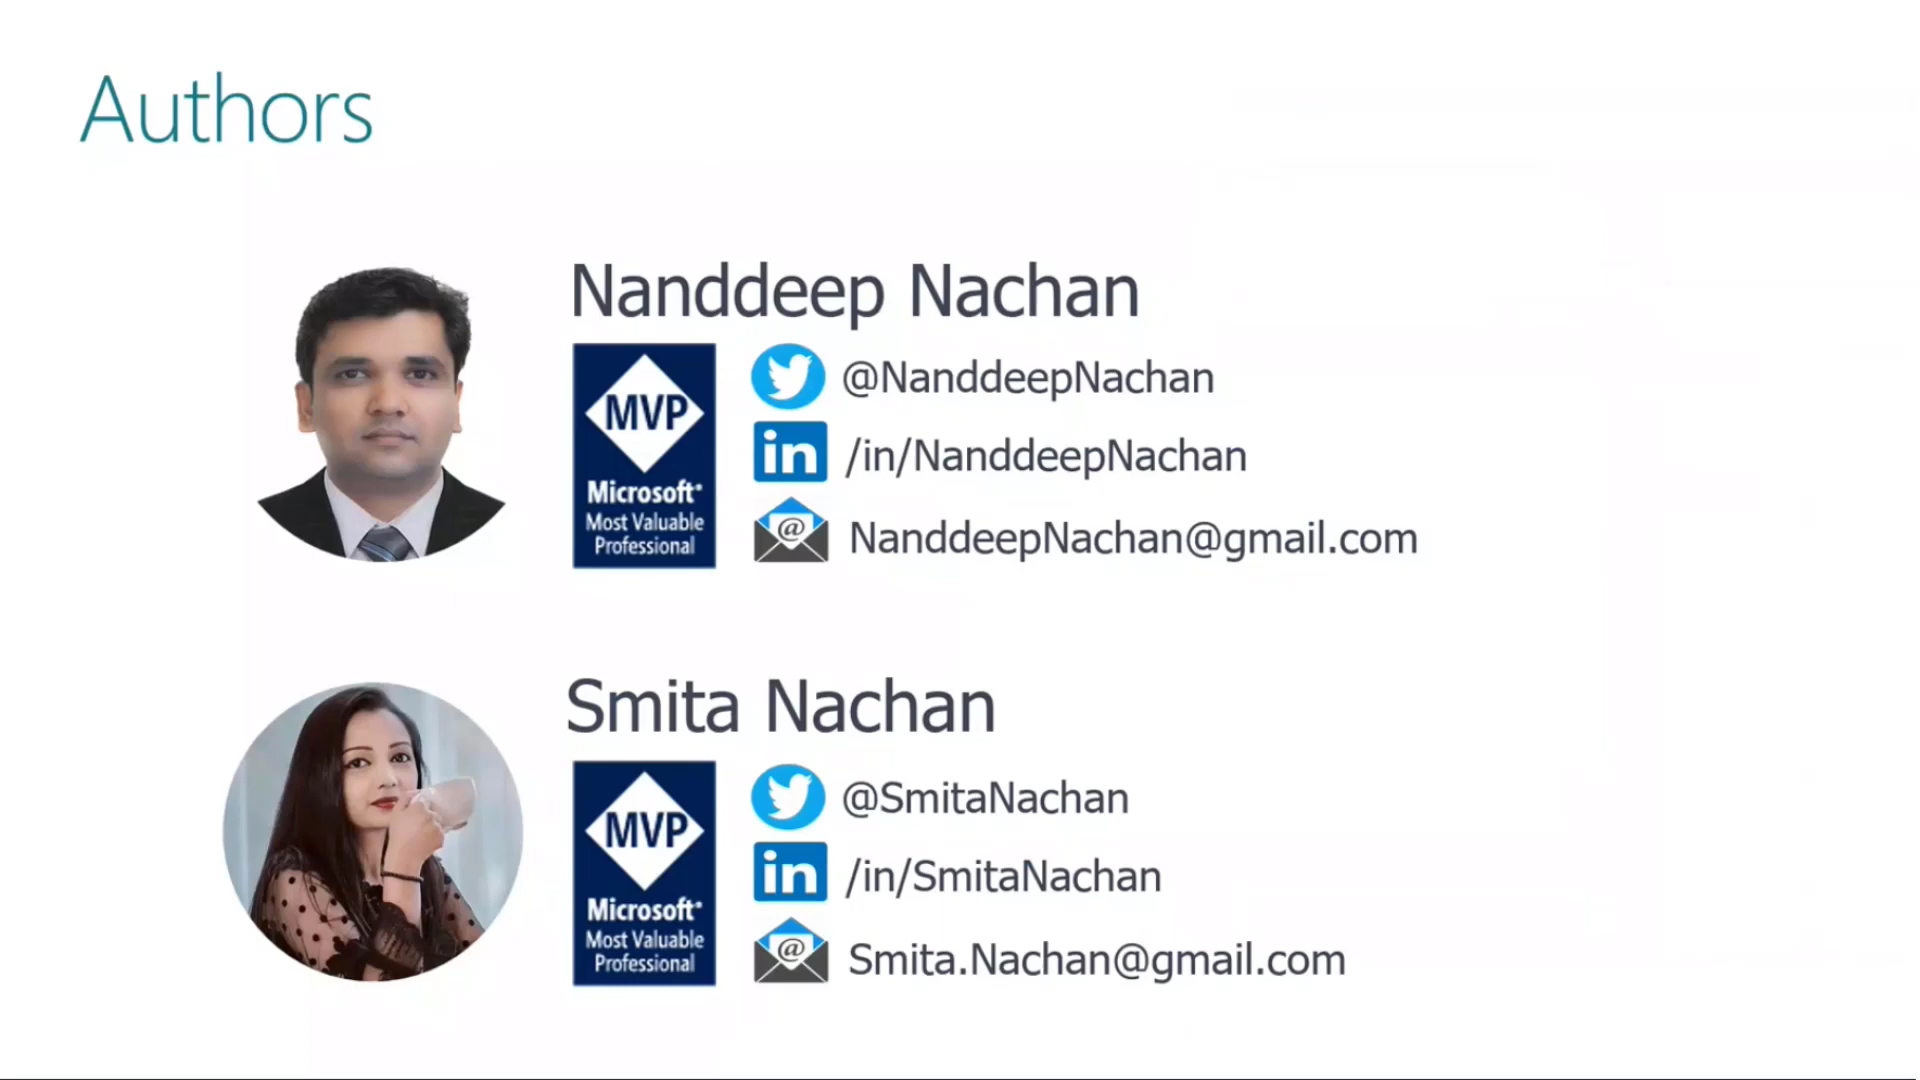 Authors
Nanddeep Nachan
MVP
Microsoft
Most Valuable
Professional
@NanddeepNachan
in
/in/NanddeepNachan
@
NanddeepNachan@gmail.com
Smita Nachan
MVP
Microsoft
Most Valuable
Professional
@SmitaNachan
in
/in/SmitaNachan
@
Smita.Nachan@gmail.com